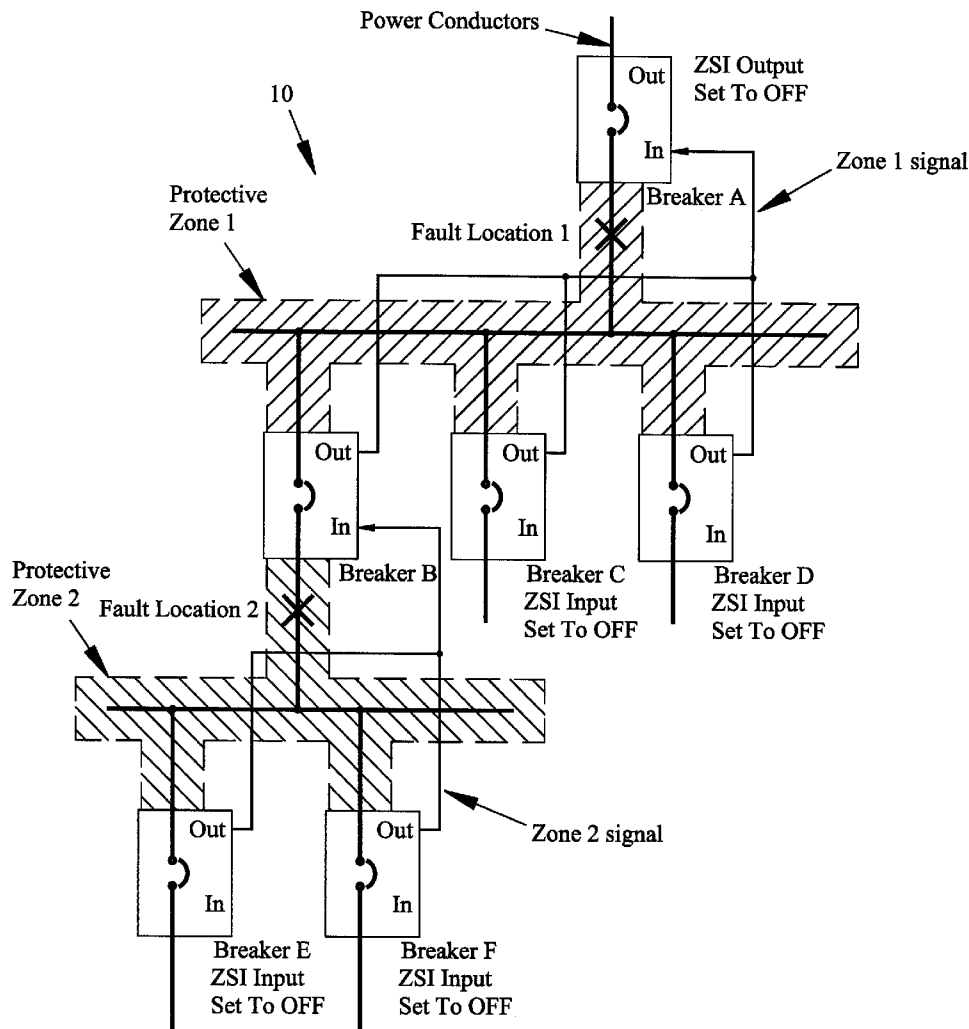 Power Conductors
Out
ZSI Output
Set To OFF
10
In
Zone 1 signal
Protective
Zone 1
Breaker A
Fault Location 1
Out
Out
Out
In
In
In
Protective
Zone 2
Breaker B
Breaker C
ZSI Input
Set To OFF
Breaker D
ZSI Input
Set To OFF
Fault Location 2
Out
Out
Zone 2 signal
In
In
Breaker E
ZSI Input
Set To OFF
Breaker F
ZSI Input
Set To OFF